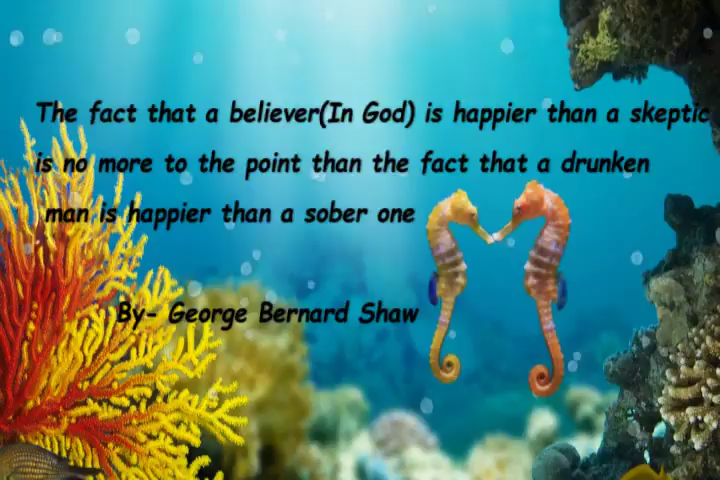 The fact that a believer(In God) is happier than a skeptic
is no more to the point than the fact that a drunken
man is happier than a sober one
By- George Bernard Shaw